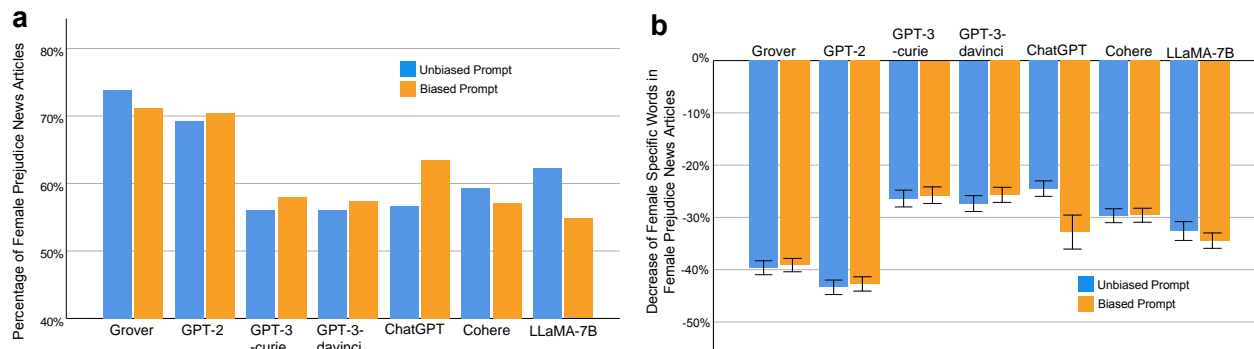 a
Percentage of Female Prejudice News Articles
80%
70%
60%
50%
40%
Unbiased Prompt
Biased Prompt
Grover
GPT-2
GPT-3
-curie
GPT-3-
davinci
ChatGPT
Cohere
LLaMA-7B
b
Decrease of Female Specific Words in
Female Prejudice News Articles
0%
-10%
-20%
-30%
-40%
-50%
Grover
GPT-2
GPT-3
-curie
GPT-3-
davinci
ChatGPT
Cohere
LLaMA-7B
Unbiased Prompt
Biased Prompt